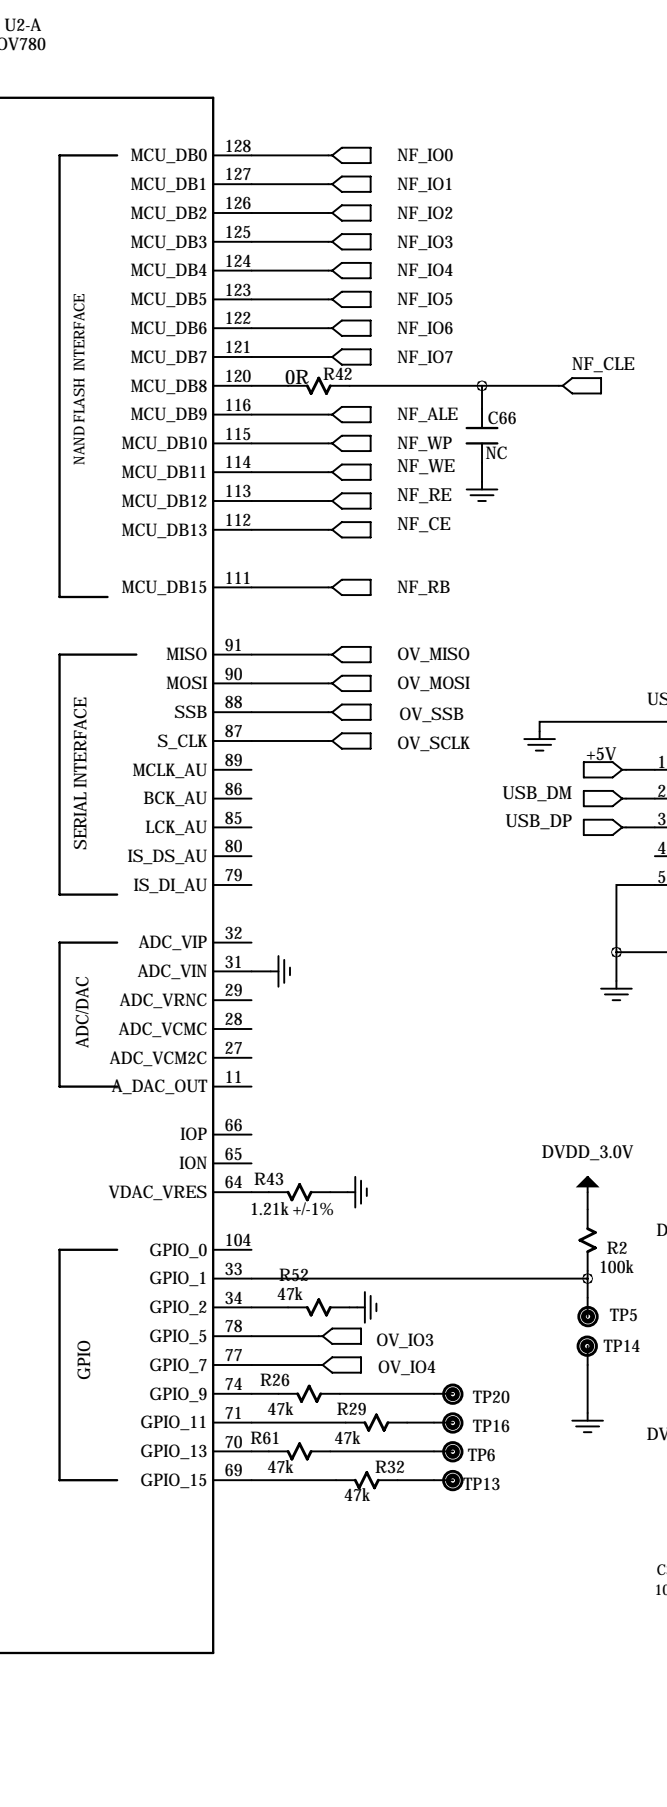 U2-A
OV780
MCU_DB0 128 NF_IO0
MCU_DB1 127 NF_IO1
MCU_DB2 126 NF_IO2
MCU_DB3 125 NF_IO3
MCU_DB4 124 NF_IO4
MCU_DB5 123 NF_IO5
MCU_DB6 122 NF_IO6
MCU_DB7 121 NF_IO7
MCU_DB8 120 0R R42 NF_CLE
MCU_DB9 116 NF_ALE C66
MCU_DB10 115 NF_WP NC
MCU_DB11 114 NF_WE
MCU_DB12 113 NF_RE
MCU_DB13 112 NF_CE
MCU_DB15 111 NF_RB
NAND FLASH INTERFACE
MISO 91 OV_MISO
MOSI 90 OV_MOSI
SSB 88 OV_SSB
S_CLK 87 OV_SCLK
MCLK_AU 89
BCK_AU 86
LCK_AU 85
IS_DS_AU 80
IS_DI_AU 79
SERIAL INTERFACE
US
+5V 1
USB_DM 2
USB_DP 3
4
5
ADC_VIP 32
ADC_VIN 31
ADC_VRNC 29
ADC_VCMC 28
ADC_VCM2C 27
A_DAC_OUT 11
ADC/DAC
IOP 66
ION 65
VDAC_VRES 64 R43
1.21k +/-1%
DVDD_3.0V
D
R2
100k
TP5
TP14
GPIO_0 104
GPIO_1 33
GPIO_2 34 R52
47k
GPIO_5 78 OV_IO3
GPIO_7 77 OV_IO4
GPIO_9 74 R26 47k TP20
GPIO_11 71 R29 47k TP16
GPIO_13 70 R61 47k TP6
GPIO_15 69 R32 47k TP13
GPIO
DV
C
10